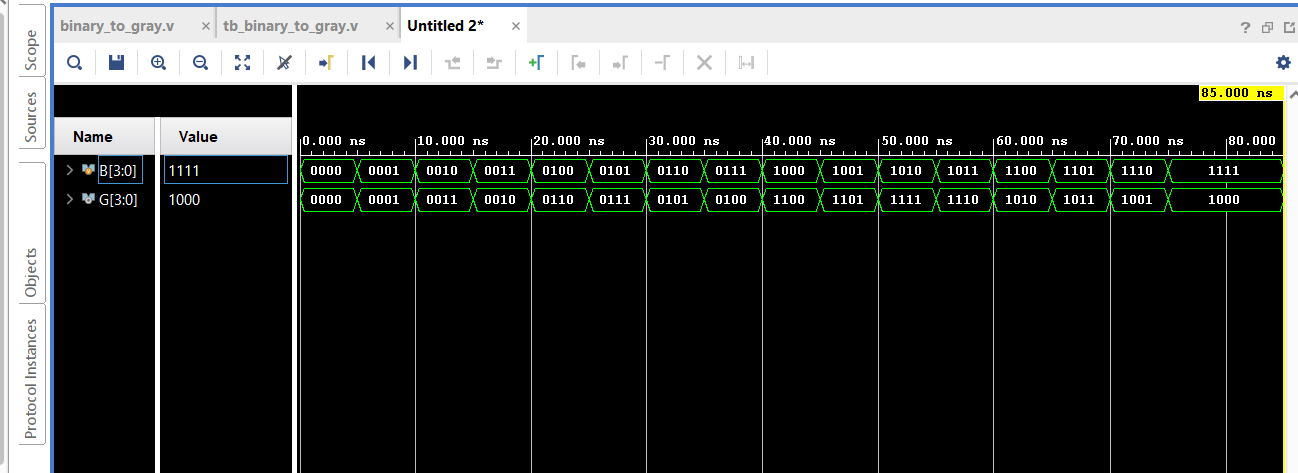 binary_to_gray.v × tb_binary_to_gray.v × Untitled 2* ×
?
Scope
Sources
Objects
Protocol Instances
85.000 ns
Name Value
0.000 ns 10.000 ns 20.000 ns 30.000 ns 40.000 ns 50.000 ns 60.000 ns 70.000 ns 80.000
B[3:0] 1111 0000 0001 0010 0011 0100 0101 0110 0111 1000 1001 1010 1011 1100 1101 1110 1111
G[3:0] 1000 0000 0001 0011 0010 0110 0111 0101 0100 1100 1101 1111 1110 1010 1011 1001 1000